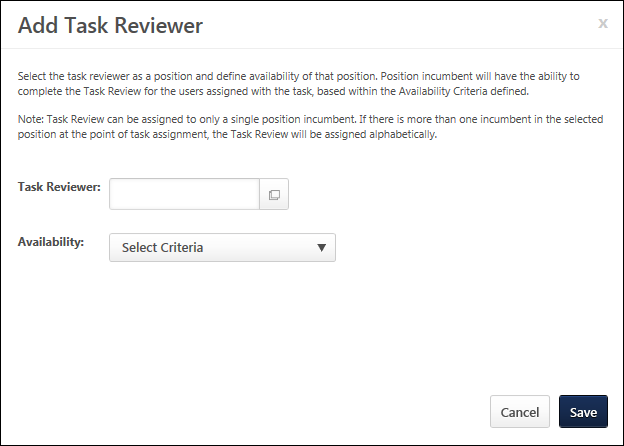 Add Task Reviewer
x
Select the task reviewer as a position and define availability of that position. Position incumbent will have the ability to
complete the Task Review for the users assigned with the task, based within the Availability Criteria defined.
Note: Task Review can be assigned to only a single position incumbent. If there is more than one incumbent in the selected
position at the point of task assignment, the Task Review will be assigned alphabetically.
Task Reviewer:
Availability:
Select Criteria
Cancel
Save